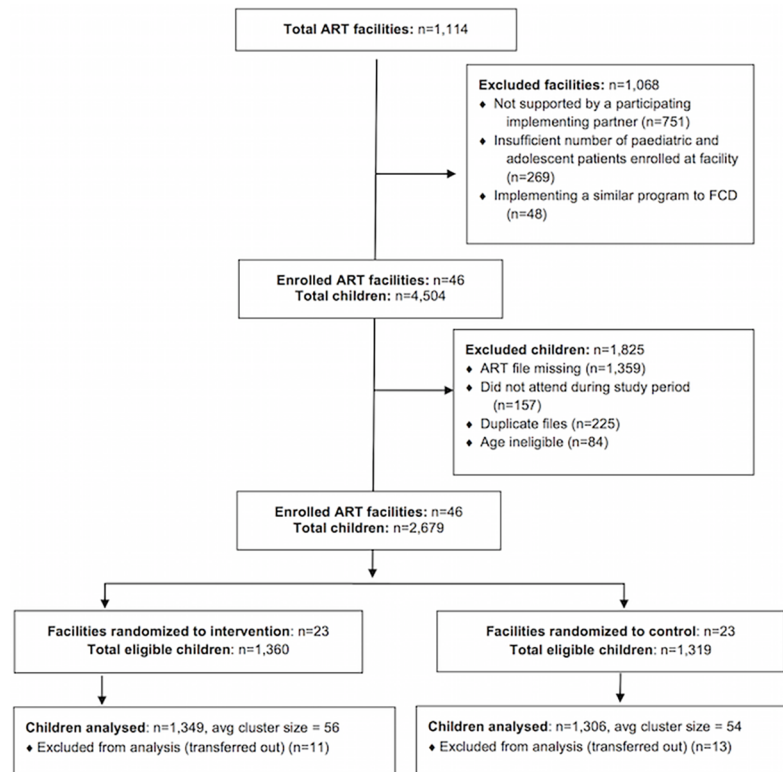 Total ART facilities: n=1,114
Excluded facilities: n=1,068
♦ Not supported by a participating
implementing partner (n=751)
♦ Insufficient number of paediatric and
adolescent patients enrolled at facility
(n=269)
♦ Implementing a similar program to FCD
(n=48)
Enrolled ART facilities: n=46
Total children: n=4,504
Excluded children: n=1,825
♦ ART file missing (n=1,359)
♦ Did not attend during study period
(n=157)
♦ Duplicate files (n=225)
♦ Age ineligible (n=84)
Enrolled ART facilities: n=46
Total children: n=2,679
Facilities randomized to intervention: n=23
Total eligible children: n=1,360
Facilities randomized to control: n=23
Total eligible children: n=1,319
Children analysed: n=1,349, avg cluster size = 56
♦ Excluded from analysis (transferred out) (n=11)
Children analysed: n=1,306, avg cluster size = 54
♦ Excluded from analysis (transferred out) (n=13)